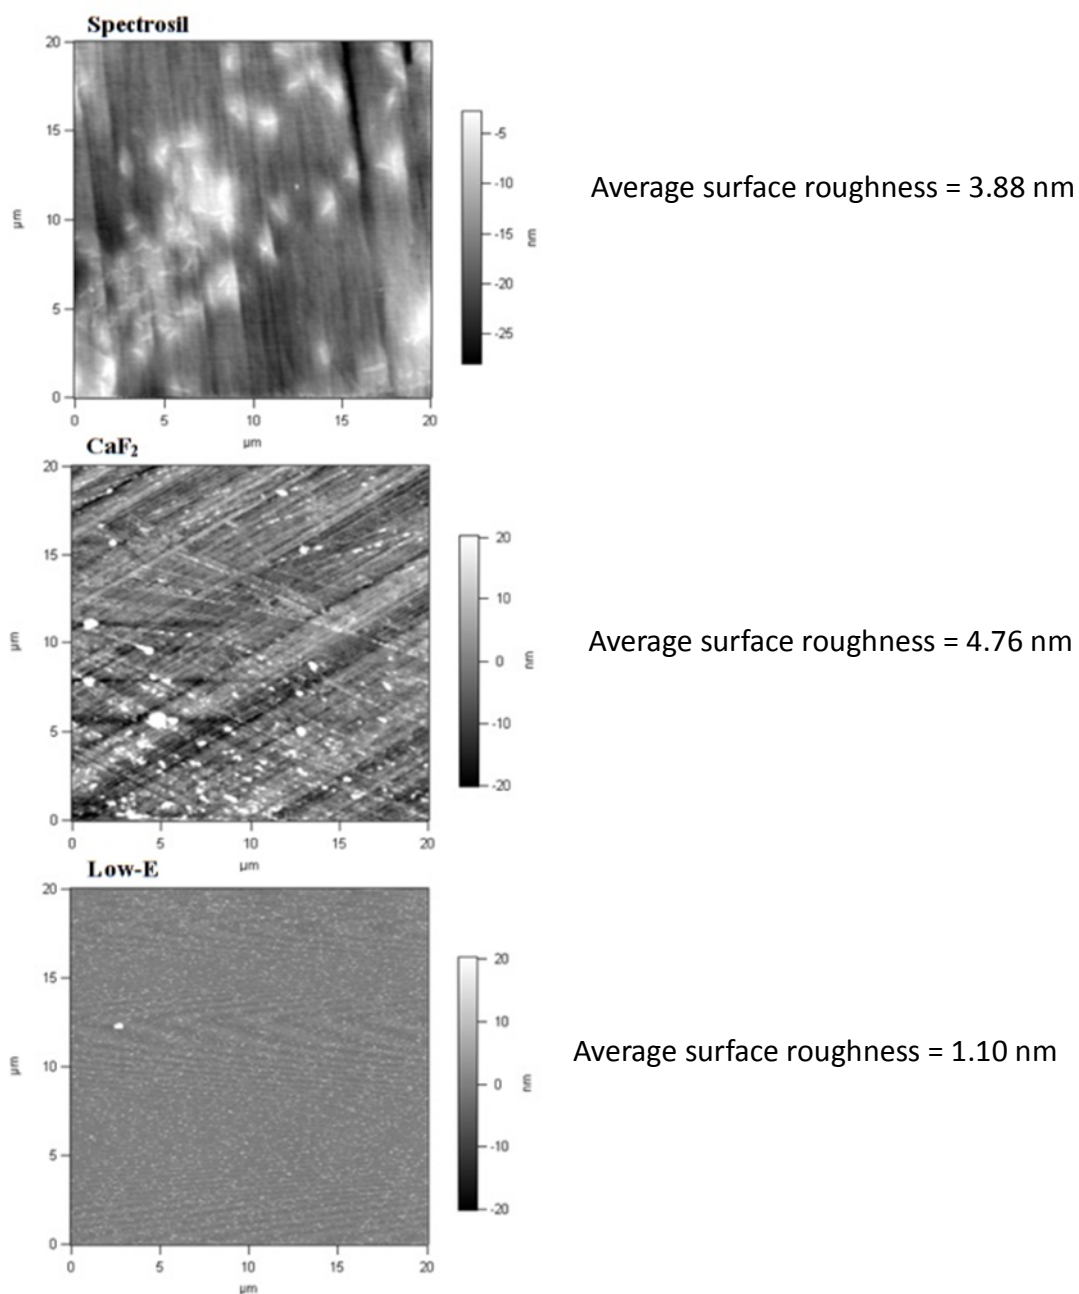 Spectrosil
20
15
10
5
0
µm
0 5 10 15 20
µm
-5
-10
-15
-20
-25
nm
Average surface roughness = 3.88 nm
CaF₂
20
15
10
5
0
µm
0 5 10 15 20
µm
20
10
0
-10
-20
nm
Average surface roughness = 4.76 nm
Low-E
20
15
10
5
0
µm
0 5 10 15 20
µm
20
10
0
-10
-20
nm
Average surface roughness = 1.10 nm